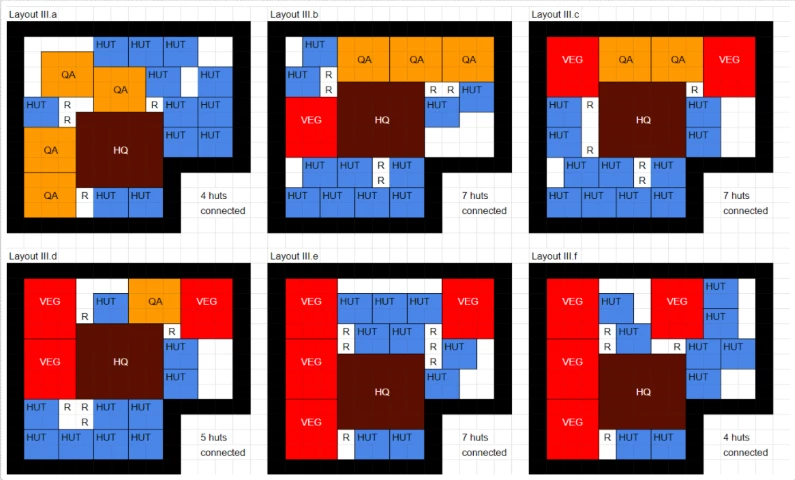 Layout III.a
HUT HUT HUT
QA HUT HUT
QA
HUT R R HUT HUT
R
QA HQ HUT HUT
QA R HUT HUT
4 huts
connected
Layout III.b
HUT QA QA QA
HUT R R R HUT
R HUT
VEG HQ
HUT HUT R HUT
R
HUT HUT HUT HUT
7 huts
connected
Layout III.c
VEG QA QA VEG
R
HUT R HUT
HQ
HUT HUT
R
HUT HUT R HUT
R
HUT HUT HUT HUT
7 huts
connected
Layout III.d
VEG HUT QA VEG
R
R
VEG HQ HUT
HUT
HUT R R HUT HUT
R
HUT HUT HUT HUT
5 huts
connected
Layout III.e
VEG HUT HUT HUT VEG
R HUT HUT R
R R HUT
VEG
R
HQ HUT
VEG
R HUT HUT
7 huts
connected
Layout III.f
HUT
VEG HUT VEG
HUT
R HUT
R R HUT HUT
VEG
HQ HUT
VEG
R HUT HUT
4 huts
connected